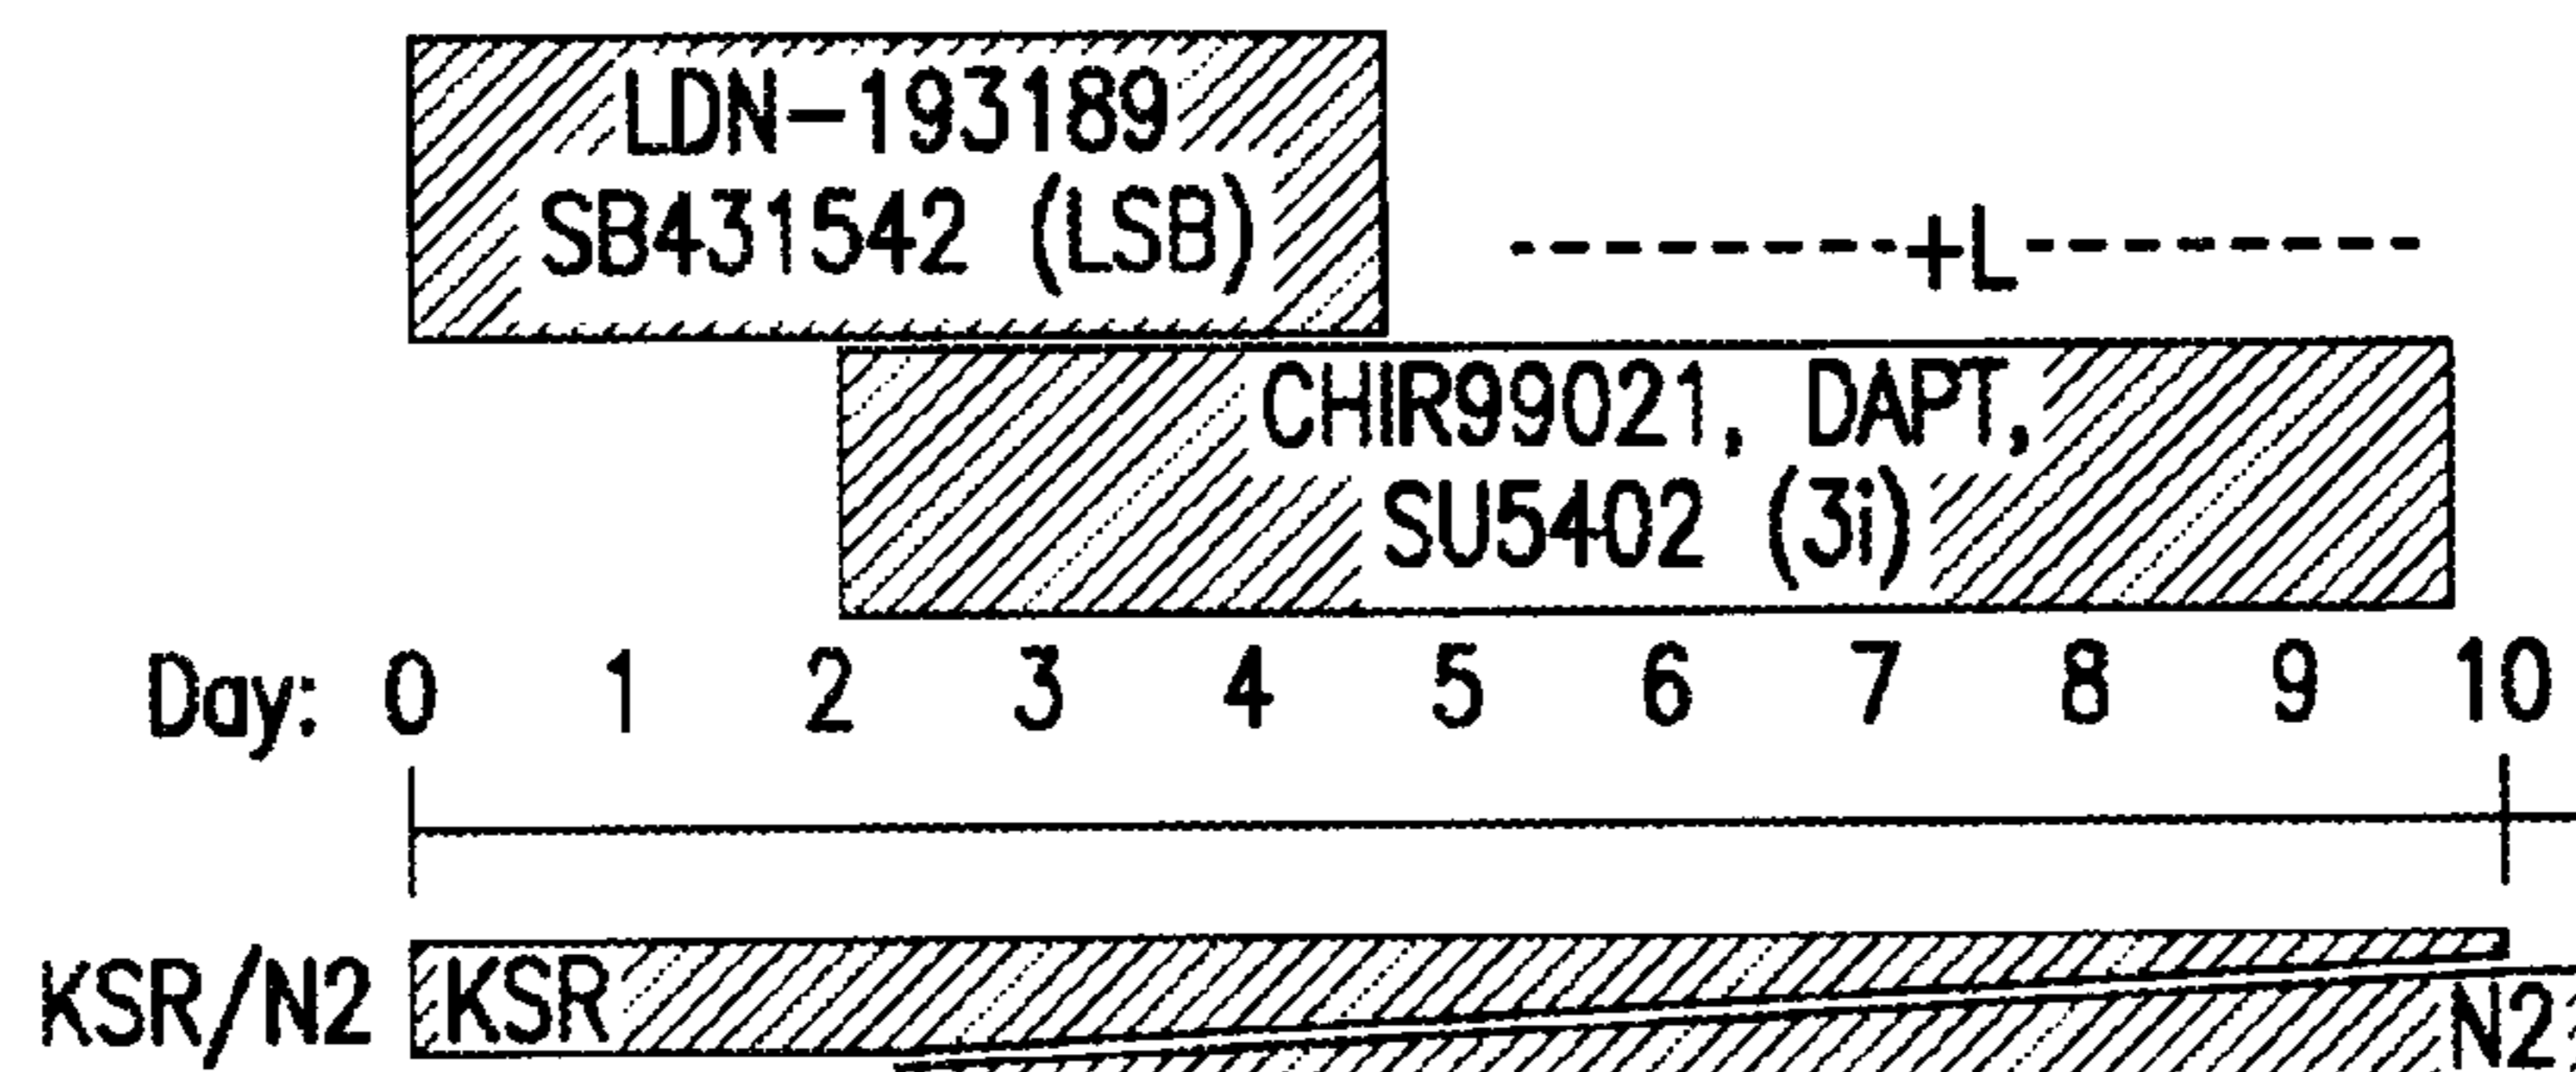 LDN-193189
SB431542 (LSB)
+L
CHIR99021, DAPT,
SU5402 (3i)
Day: 0 1 2 3 4 5 6 7 8 9 10
KSR/N2 KSR
N2